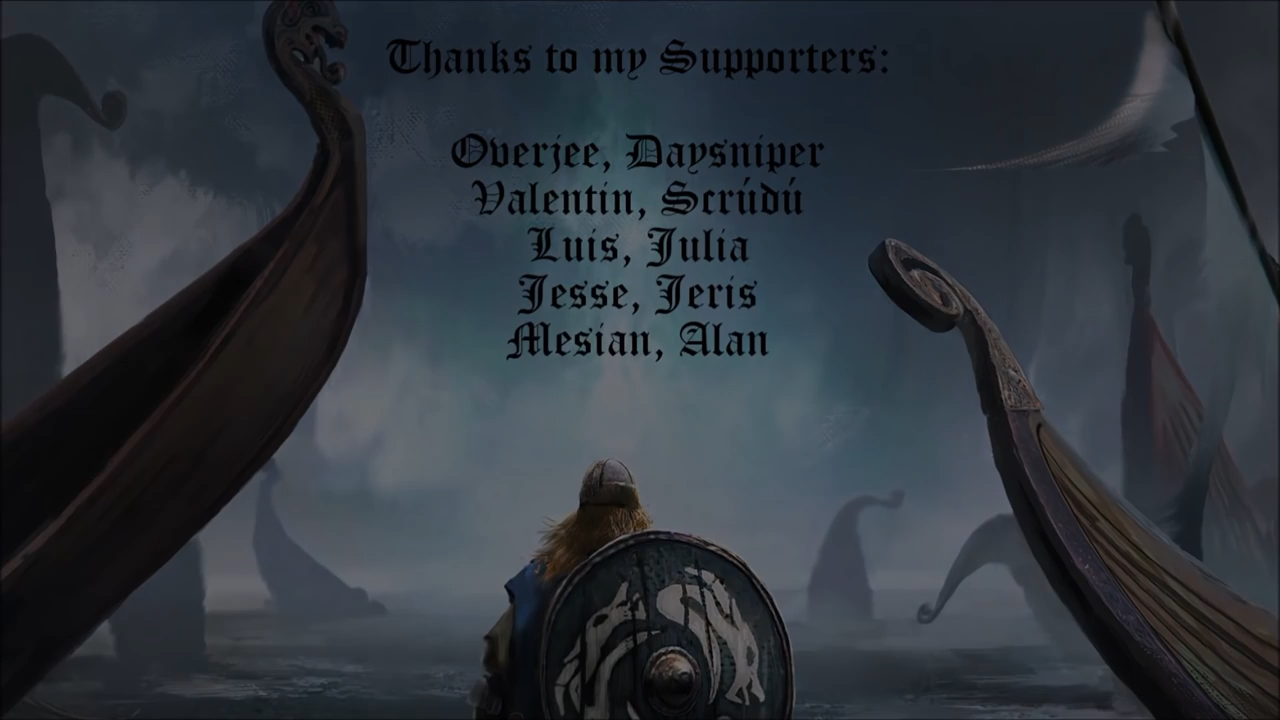 Thanks to my Supporters:
Overjee, Daysniper
Valentin, Scrúdú
Luis, Julia
Jesse, Jeris
Mesian, Alan